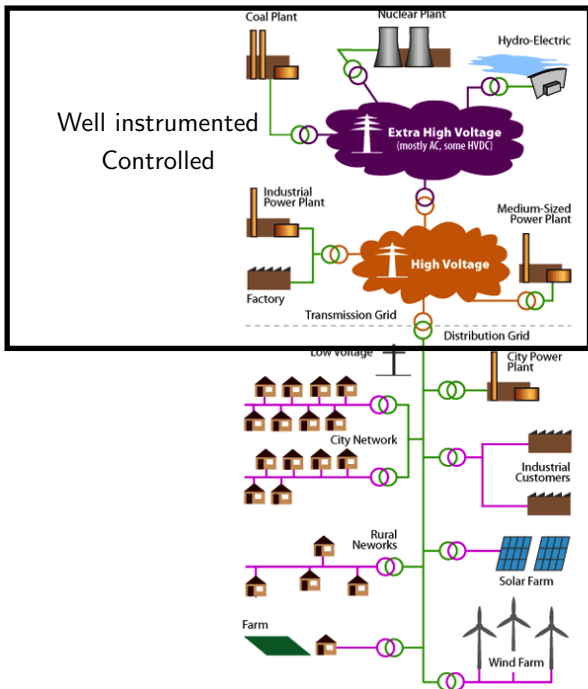 Coal Plant
Nuclear Plant
Hydro-Electric
Well instrumented
Controlled
Extra High Voltage
(mostly AC, some HVDC)
Industrial
Power Plant
Medium-Sized
Power Plant
High Voltage
Factory
Transmission Grid
Distribution Grid
Low Voltage
City Power
Plant
City Network
Industrial
Customers
Rural
Neworks
Solar Farm
Farm
Wind Farm